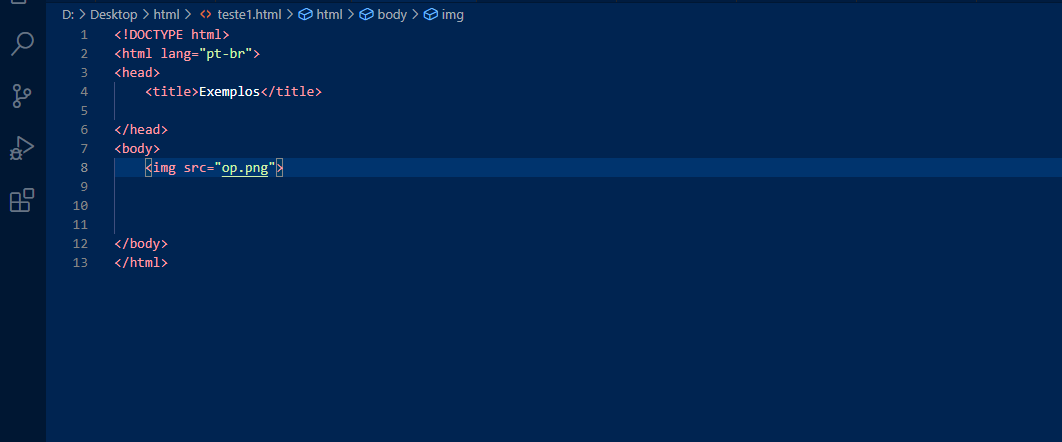 D: > Desktop > html > <> teste1.html > html > body > img
1 <!DOCTYPE html>
2 <html lang="pt-br">
3 <head>
4 <title>Exemplos</title>
5
6 </head>
7 <body>
8 <img src="op.png">
9
10
11
12 </body>
13 </html>